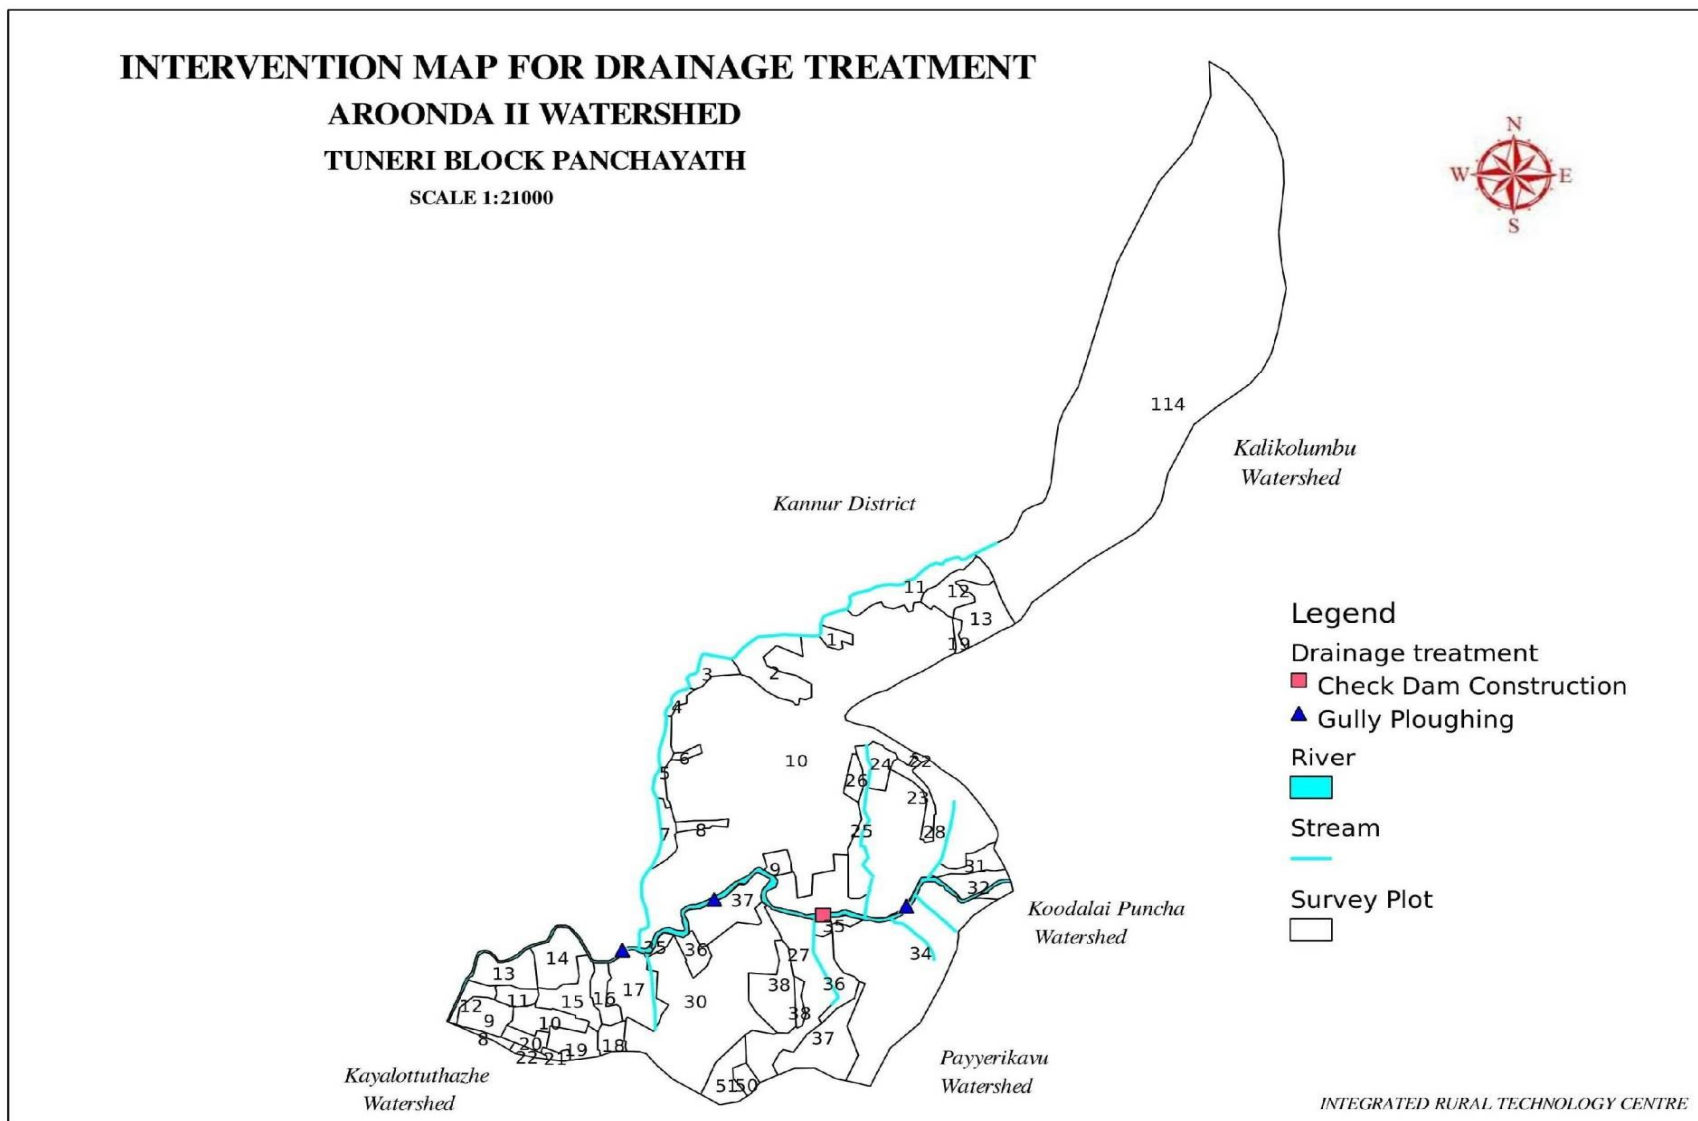 INTERVENTION MAP FOR DRAINAGE TREATMENT
AROONDA II WATERSHED
TUNERI BLOCK PANCHAYATH
SCALE 1:21000
N
W E
S
114
Kalikolumbu
Watershed
Kannur District
11
12
13
19
1
2
3
4
6
5
10
7
8
26
24
22
23
25
28
31
32
9
37
35
34
Koodalai Puncha
Watershed
35
36
27
36
38
38
37
30
14
13
17
16
15
11
12
9
10
8
20
19
18
22
21
51
50
Kayalottuthazhe
Watershed
Payyerikavu
Watershed
Legend
Drainage treatment
Check Dam Construction
Gully Ploughing
River
Stream
Survey Plot
INTEGRATED RURAL TECHNOLOGY CENTRE